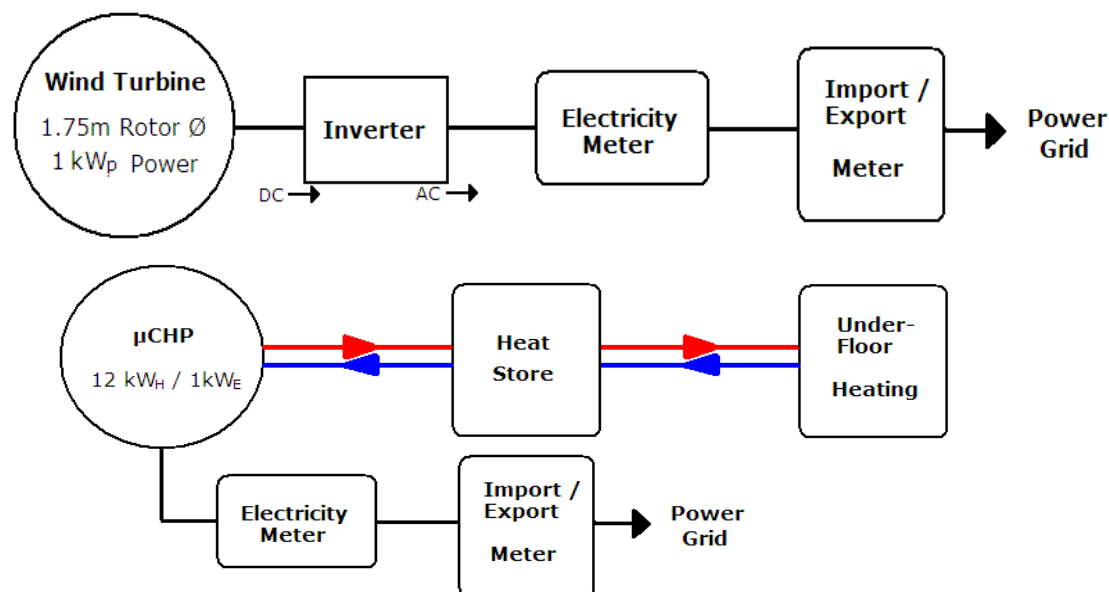 Wind Turbine
1.75m Rotor Ø
1 kWp Power
Inverter
DC
AC
Electricity
Meter
Import /
Export
Meter
Power
Grid
µCHP
12 kWH / 1kWE
Heat
Store
Under-
Floor
Heating
Electricity
Meter
Import /
Export
Meter
Power
Grid